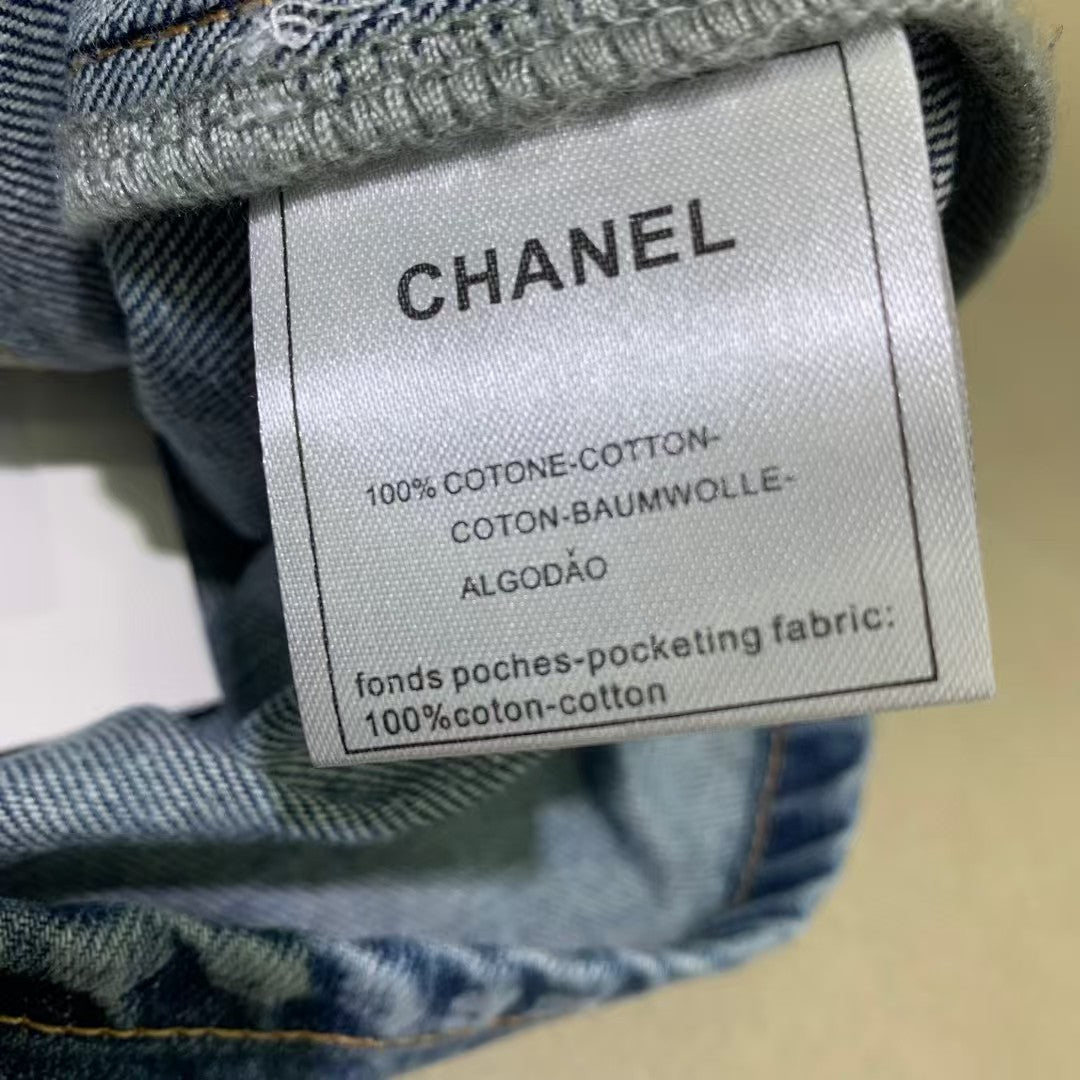 CHANEL
100% COTONE-COTTON-
COTON-BAUMWOLLE-
ALGODǍO
fonds poches-pocketing fabric:
100%coton-cotton